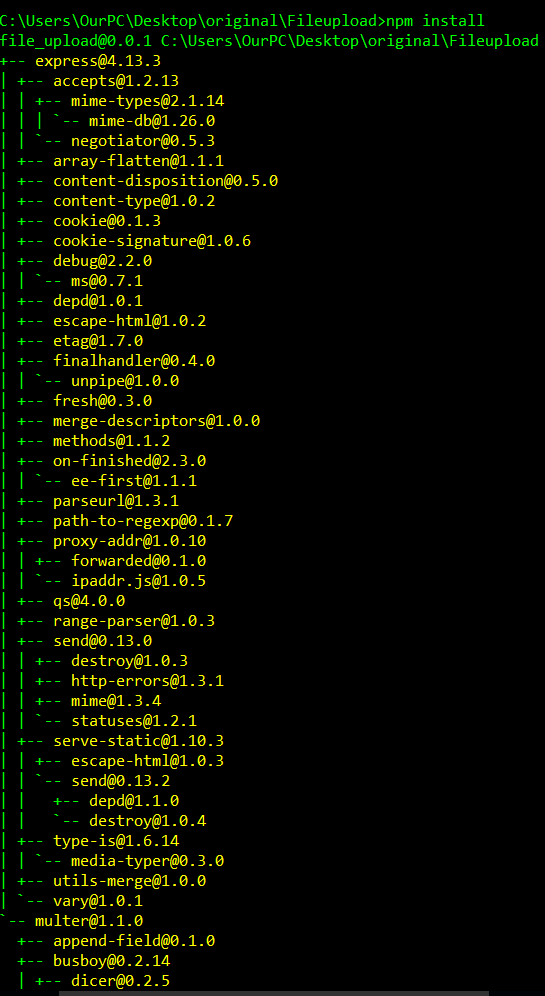 C:\Users\OurPC\Desktop\original\Fileupload>npm install
file_upload@0.0.1 C:\Users\OurPC\Desktop\original\Fileupload
+-- express@4.13.3
| +-- accepts@1.2.13
| | +-- mime-types@2.1.14
| | | `-- mime-db@1.26.0
| | `-- negotiator@0.5.3
| +-- array-flatten@1.1.1
| +-- content-disposition@0.5.0
| +-- content-type@1.0.2
| +-- cookie@0.1.3
| +-- cookie-signature@1.0.6
| +-- debug@2.2.0
| | `-- ms@0.7.1
| +-- depd@1.0.1
| +-- escape-html@1.0.2
| +-- etag@1.7.0
| +-- finalhandler@0.4.0
| | `-- unpipe@1.0.0
| +-- fresh@0.3.0
| +-- merge-descriptors@1.0.0
| +-- methods@1.1.2
| +-- on-finished@2.3.0
| | `-- ee-first@1.1.1
| +-- parseurl@1.3.1
| +-- path-to-regexp@0.1.7
| +-- proxy-addr@1.0.10
| | +-- forwarded@0.1.0
| | `-- ipaddr.js@1.0.5
| +-- qs@4.0.0
| +-- range-parser@1.0.3
| +-- send@0.13.0
| | +-- destroy@1.0.3
| | +-- http-errors@1.3.1
| | +-- mime@1.3.4
| | `-- statuses@1.2.1
| +-- serve-static@1.10.3
| | +-- escape-html@1.0.3
| | `-- send@0.13.2
| |   +-- depd@1.1.0
| |   `-- destroy@1.0.4
| +-- type-is@1.6.14
| | `-- media-typer@0.3.0
| +-- utils-merge@1.0.0
| `-- vary@1.0.1
`-- multer@1.1.0
  +-- append-field@0.1.0
  +-- busboy@0.2.14
  | +-- dicer@0.2.5